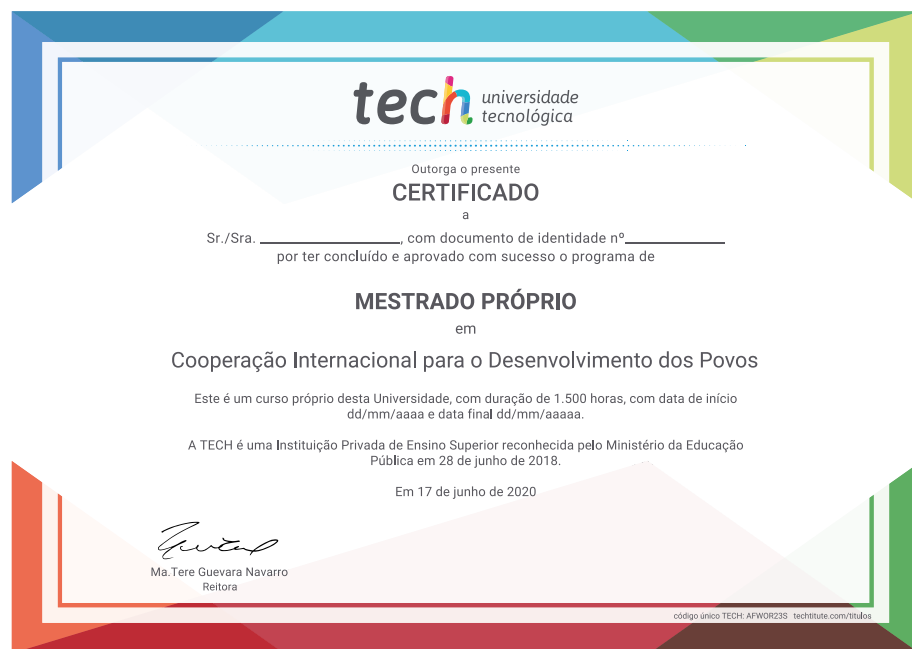 tech universidade
tecnológica
Outorga o presente
CERTIFICADO
a
Sr./Sra. ____________________, com documento de identidade nº______________
por ter concluído e aprovado com sucesso o programa de
MESTRADO PRÓPRIO
em
Cooperação Internacional para o Desenvolvimento dos Povos
Este é um curso próprio desta Universidade, com duração de 1.500 horas, com data de início
dd/mm/aaaa e data final dd/mm/aaaaa.
A TECH é uma Instituição Privada de Ensino Superior reconhecida pelo Ministério da Educação
Pública em 28 de junho de 2018.
Em 17 de junho de 2020
Ma.Tere Guevara Navarro
Reitora
código único TECH: AFWOR23S techtitute.com/titulos